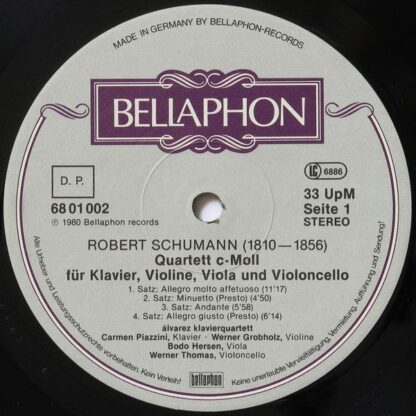 MADE IN GERMANY BY BELLAPHON-RECORDS
BELLAPHON
D. P.
68 01 002
℗ 1980 Bellaphon records
LC 6886
33 UpM
Seite 1
STEREO
ROBERT SCHUMANN (1810—1856)
Quartett c-Moll
für Klavier, Violine, Viola und Violoncello
1. Satz: Allegro molto affetuoso (11'17)
2. Satz: Minuetto (Presto) (4'50)
3. Satz: Andante (5'58)
4. Satz: Allegro giusto (Presto) (6'14)
álvarez klavierquartett
Carmen Piazzini, Klavier · Werner Grobholz, Violine
Bodo Hersen, Viola
Werner Thomas, Violoncello
Alle Urheber und Leistungsschutzrechte vorbehalten. Kein Verleih!
bellaphon
Keine unerlaubte Vervielfältigung, Vermietung, Aufführung und Sendung!